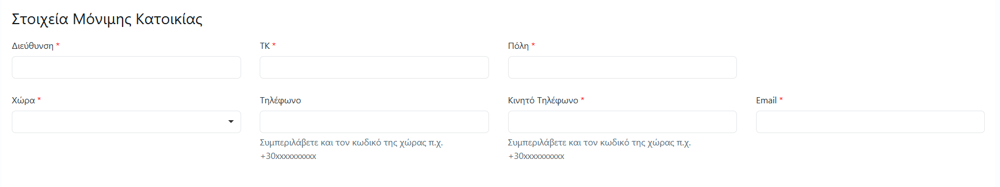 Στοιχεία Μόνιμης Κατοικίας
Διεύθυνση *
ΤΚ *
Πόλη *
Χώρα *
Τηλέφωνο
Κινητό Τηλέφωνο *
Email *
Συμπεριλάβετε και τον κωδικό της χώρας π.χ.
+30xxxxxxxxxx
Συμπεριλάβετε και τον κωδικό της χώρας π.χ.
+30xxxxxxxxxx